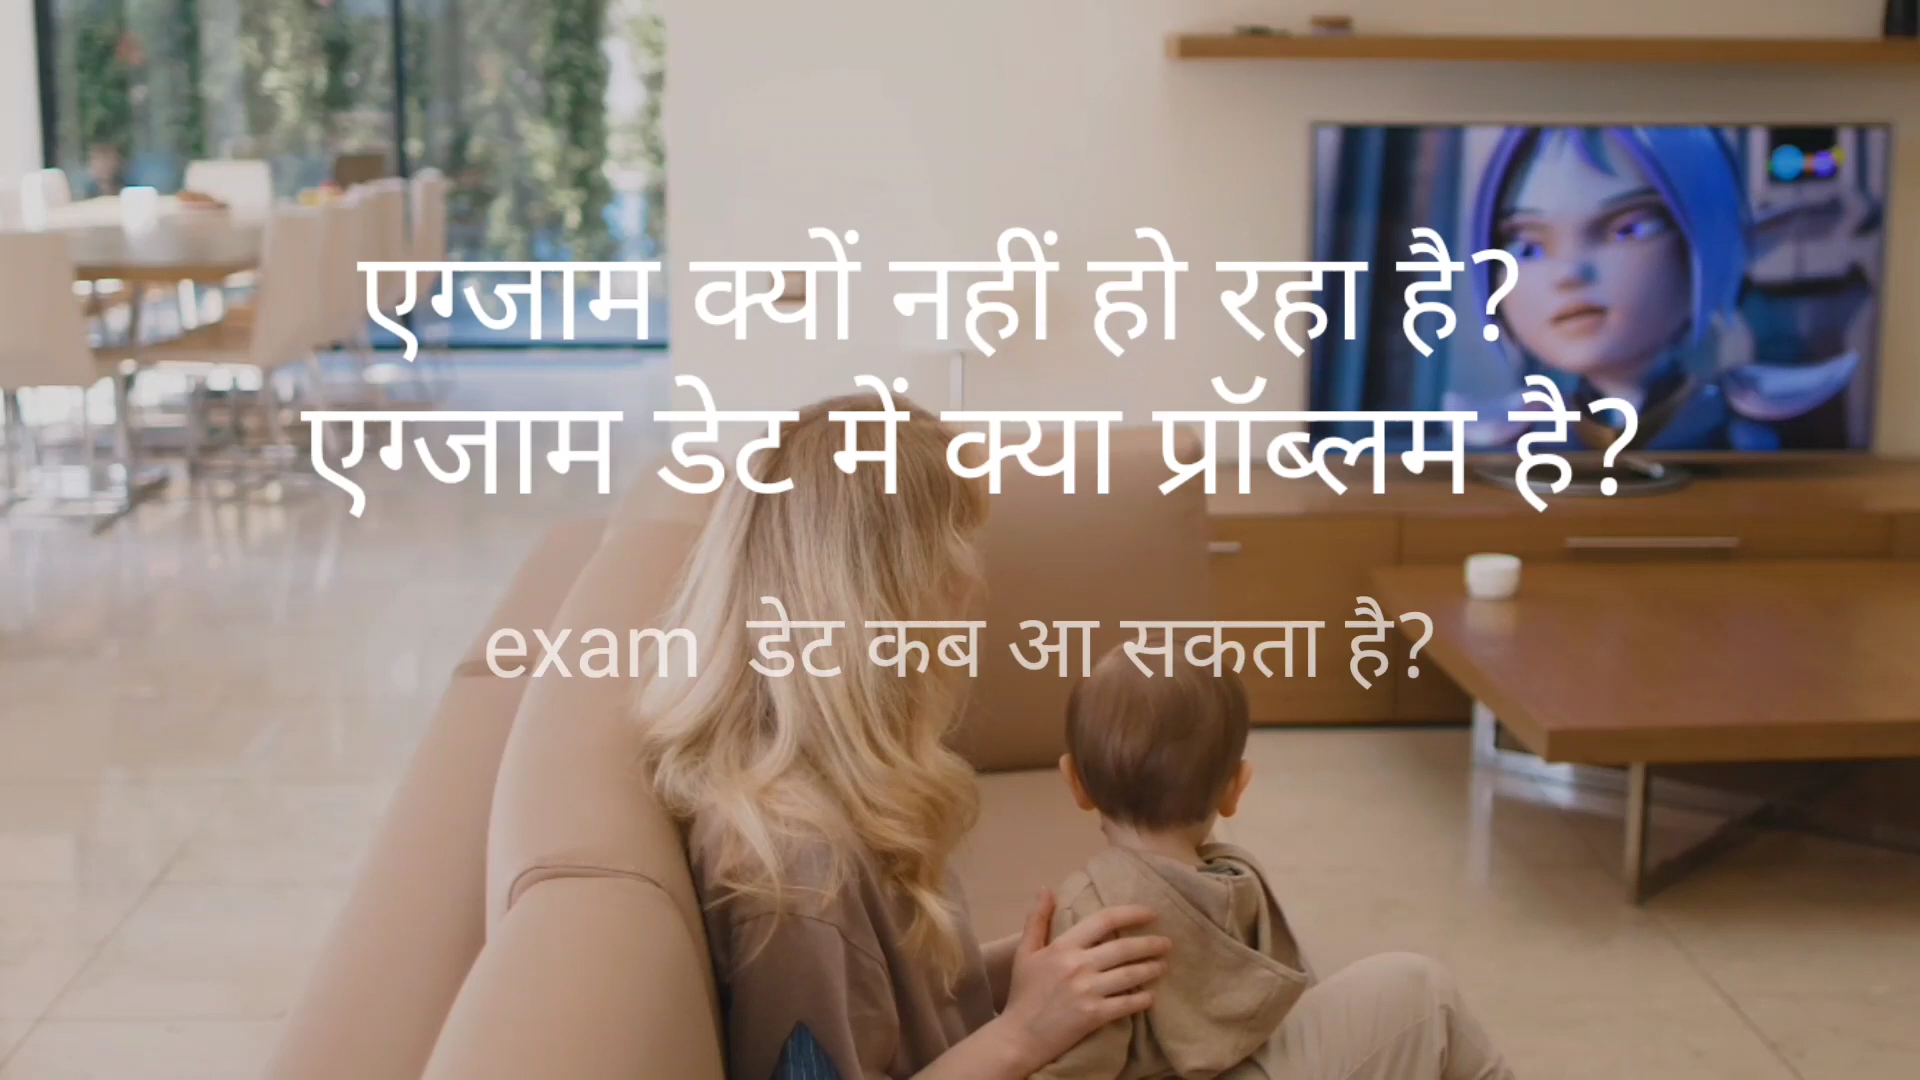 एग्जाम क्यों नहीं हो रहा है?
एग्जाम डेट में क्या प्रॉब्लम है?
exam डेट कब आ सकता है?